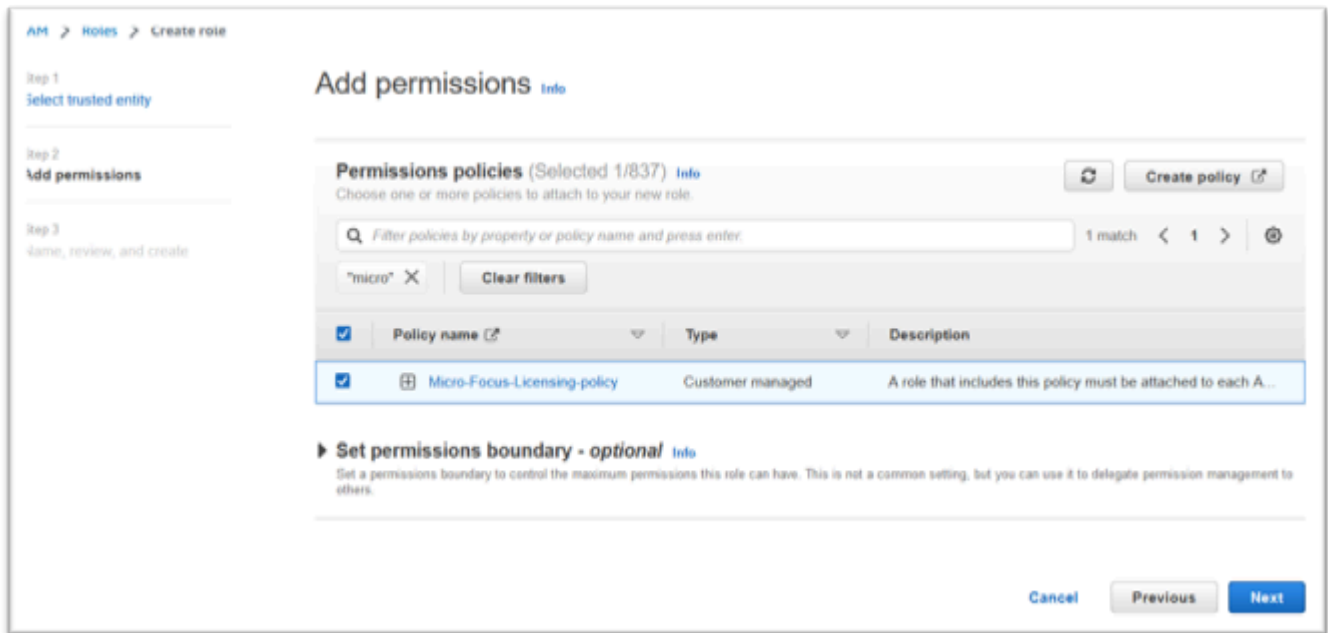 AM > Roles > Create role
Step 1
Select trusted entity
Step 2
Add permissions
Step 3
Name, review, and create
Add permissions Info
Permissions policies (Selected 1/837) Info
Choose one or more policies to attach to your new role.
Create policy
Filter policies by property or policy name and press enter.
1 match < 1 >
"micro" X
Clear filters
Policy name Type Description
Micro-Focus-Licensing-policy Customer managed A role that includes this policy must be attached to each A...
Set permissions boundary - optional Info
Set a permissions boundary to control the maximum permissions this role can have. This is not a common setting, but you can use it to delegate permission management to
others.
Cancel Previous Next